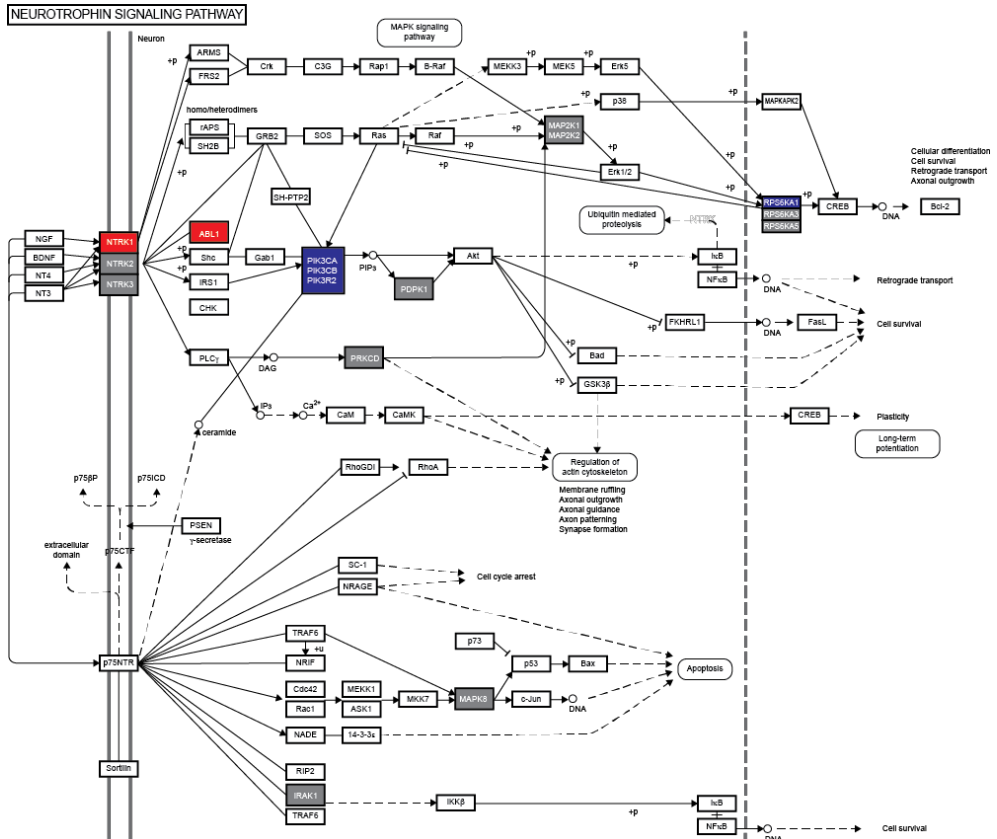 NEUROTROPHIN SIGNALING PATHWAY
Neuron
MAPK signaling
pathway
+p
ARMS
FRS2
Crk
C3G
Rap1
B-Raf
MEKK3
+p
MEK5
+p
Erk5
+p
+p
p38
+p
MAPKAPK2
homo/heterodimers
rAPS
SH2B
+p
GRB2
SOS
Ras
Raf
+p
+p
MAP2K1
MAP2K2
+p
Erk1/2
+p
+p
Cellular differentiation
Cell survival
Retrograde transport
Axonal outgrowth
SH-PTP2
RPS6KA1
RPS6KA3
RPS6KA5
+p
CREB
DNA
Bcl-2
NGF
BDNF
NT4
NT3
NTRK1
NTRK2
NTRK3
ABL1
+p
Shc
+p
IRS1
CHK
Gab1
PIK3CA
PIK3CB
PIK3R2
PIP3
PDPK1
Akt
Ubiquitin mediated
proteolysis
+p
IκB
NFκB
DNA
Retrograde transport
+p
FKHRL1
DNA
FasL
Cell survival
PLCγ
DAG
PRKCD
+p
Bad
+p
GSK3β
IP3
Ca2+
CaM
CaMK
CREB
Plasticity
Long-term
potentiation
ceramide
RhoGDI
RhoA
Regulation of
actin cytoskeleton
Membrane ruffling
Axonal outgrowth
Axonal guidance
Axon patterning
Synapse formation
p75βP
p75ICD
PSEN
γ-secretase
extracellular
domain
p75CTF
SC-1
NRAGE
Cell cycle arrest
p75NTR
TRAF6
+u
NRIF
p73
p53
Bax
Apoptosis
Cdc42
Rac1
MEKK1
ASK1
MKK7
MAPK8
c-Jun
DNA
NADE
14-3-3ε
Sortilin
RIP2
IRAK1
TRAF6
IKKβ
+p
IκB
NFκB
DNA
Cell survival